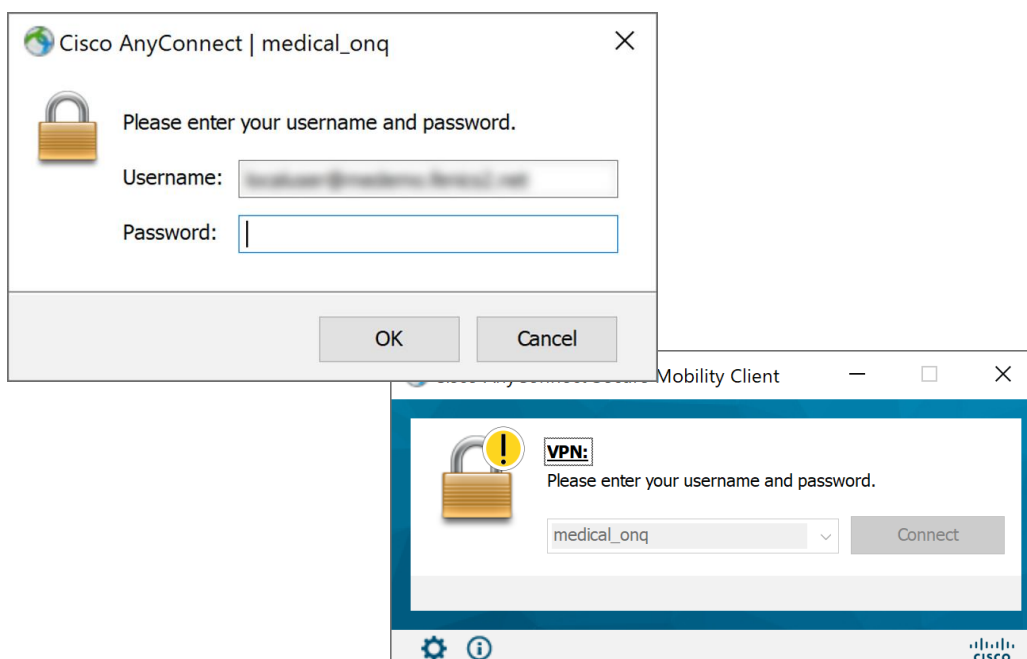 Cisco AnyConnect | medical_onq
Please enter your username and password.
Username:
Password:
OK Cancel
Mobility Client
VPN:
Please enter your username and password.
medical_onq
Connect
CISCO